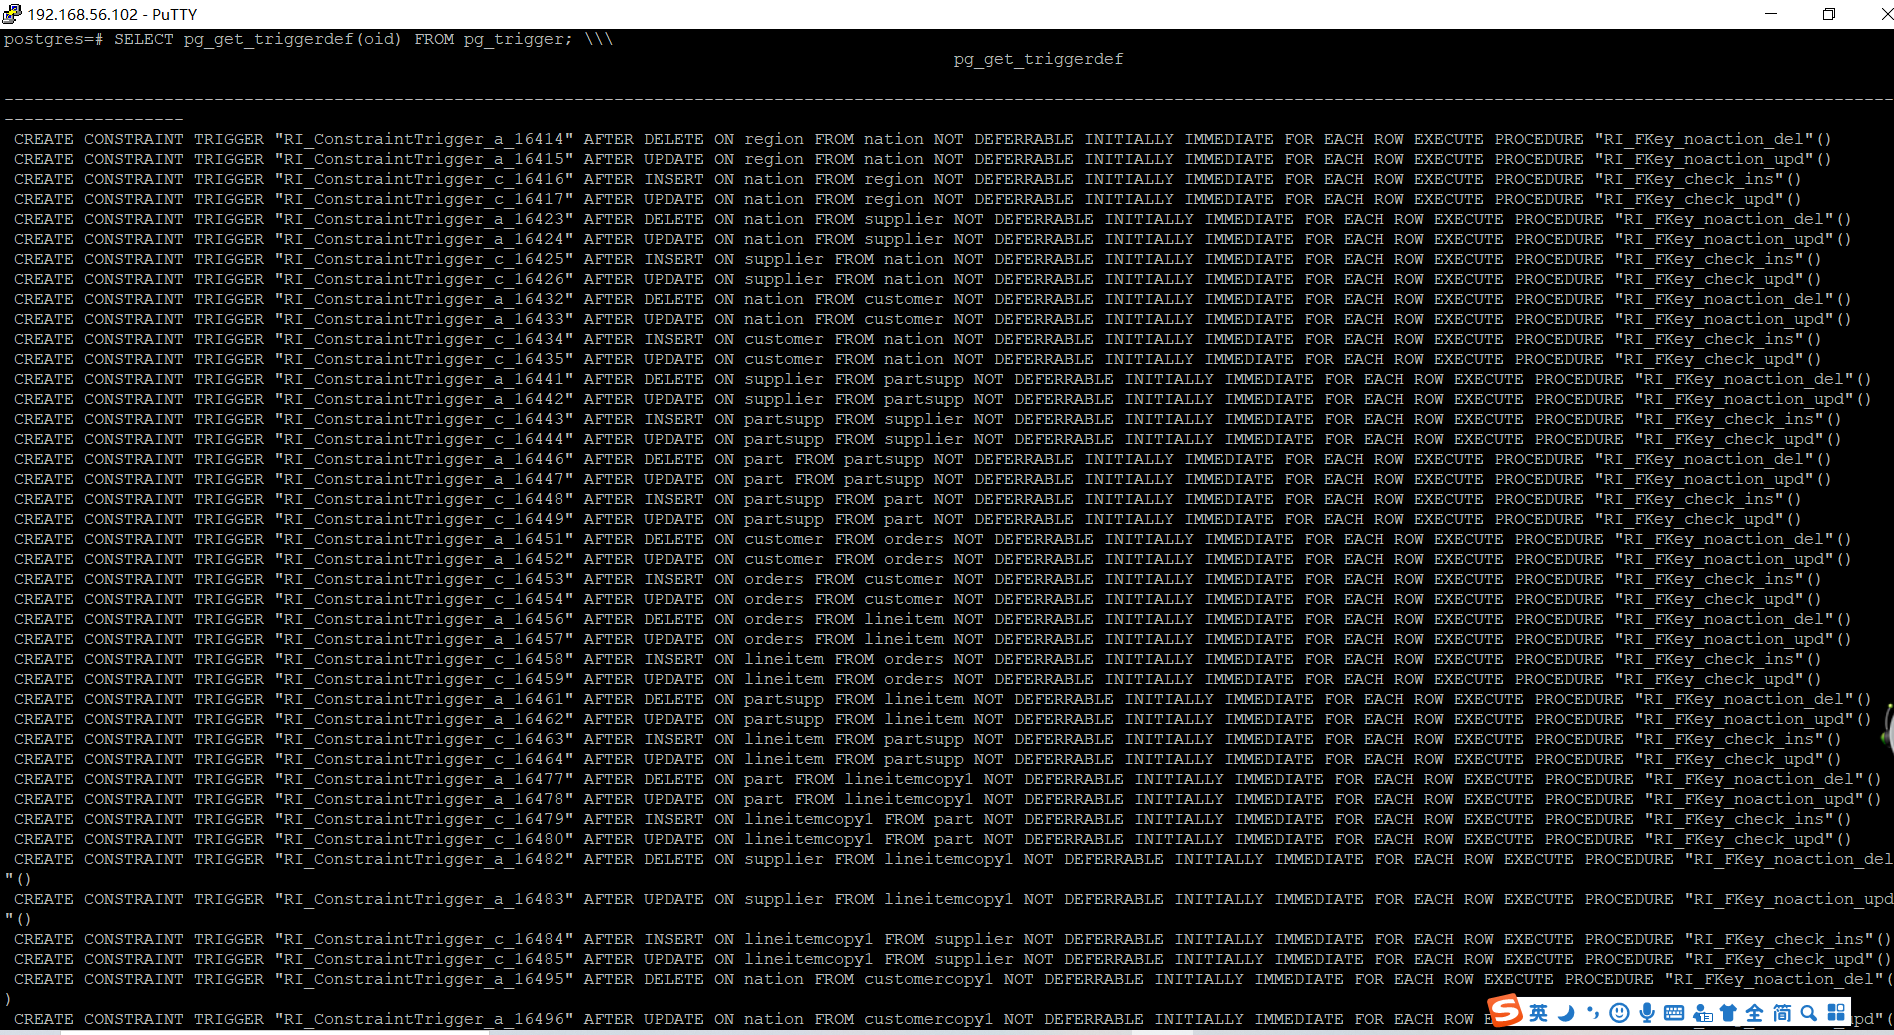 192.168.56.102 - PuTTY
postgres=# SELECT pg_get_triggerdef(oid) FROM pg_trigger; \\\
pg_get_triggerdef
--------------------------------------------------------------------------------------------------------------------------------------------------------------------------------------------
------------------
CREATE CONSTRAINT TRIGGER "RI_ConstraintTrigger_a_16414" AFTER DELETE ON region FROM nation NOT DEFERRABLE INITIALLY IMMEDIATE FOR EACH ROW EXECUTE PROCEDURE "RI_FKey_noaction_del"()
CREATE CONSTRAINT TRIGGER "RI_ConstraintTrigger_a_16415" AFTER UPDATE ON region FROM nation NOT DEFERRABLE INITIALLY IMMEDIATE FOR EACH ROW EXECUTE PROCEDURE "RI_FKey_noaction_upd"()
CREATE CONSTRAINT TRIGGER "RI_ConstraintTrigger_c_16416" AFTER INSERT ON nation FROM region NOT DEFERRABLE INITIALLY IMMEDIATE FOR EACH ROW EXECUTE PROCEDURE "RI_FKey_check_ins"()
CREATE CONSTRAINT TRIGGER "RI_ConstraintTrigger_c_16417" AFTER UPDATE ON nation FROM region NOT DEFERRABLE INITIALLY IMMEDIATE FOR EACH ROW EXECUTE PROCEDURE "RI_FKey_check_upd"()
CREATE CONSTRAINT TRIGGER "RI_ConstraintTrigger_a_16423" AFTER DELETE ON nation FROM supplier NOT DEFERRABLE INITIALLY IMMEDIATE FOR EACH ROW EXECUTE PROCEDURE "RI_FKey_noaction_del"()
CREATE CONSTRAINT TRIGGER "RI_ConstraintTrigger_a_16424" AFTER UPDATE ON nation FROM supplier NOT DEFERRABLE INITIALLY IMMEDIATE FOR EACH ROW EXECUTE PROCEDURE "RI_FKey_noaction_upd"()
CREATE CONSTRAINT TRIGGER "RI_ConstraintTrigger_c_16425" AFTER INSERT ON supplier FROM nation NOT DEFERRABLE INITIALLY IMMEDIATE FOR EACH ROW EXECUTE PROCEDURE "RI_FKey_check_ins"()
CREATE CONSTRAINT TRIGGER "RI_ConstraintTrigger_c_16426" AFTER UPDATE ON supplier FROM nation NOT DEFERRABLE INITIALLY IMMEDIATE FOR EACH ROW EXECUTE PROCEDURE "RI_FKey_check_upd"()
CREATE CONSTRAINT TRIGGER "RI_ConstraintTrigger_a_16432" AFTER DELETE ON nation FROM customer NOT DEFERRABLE INITIALLY IMMEDIATE FOR EACH ROW EXECUTE PROCEDURE "RI_FKey_noaction_del"()
CREATE CONSTRAINT TRIGGER "RI_ConstraintTrigger_a_16433" AFTER UPDATE ON nation FROM customer NOT DEFERRABLE INITIALLY IMMEDIATE FOR EACH ROW EXECUTE PROCEDURE "RI_FKey_noaction_upd"()
CREATE CONSTRAINT TRIGGER "RI_ConstraintTrigger_c_16434" AFTER INSERT ON customer FROM nation NOT DEFERRABLE INITIALLY IMMEDIATE FOR EACH ROW EXECUTE PROCEDURE "RI_FKey_check_ins"()
CREATE CONSTRAINT TRIGGER "RI_ConstraintTrigger_c_16435" AFTER UPDATE ON customer FROM nation NOT DEFERRABLE INITIALLY IMMEDIATE FOR EACH ROW EXECUTE PROCEDURE "RI_FKey_check_upd"()
CREATE CONSTRAINT TRIGGER "RI_ConstraintTrigger_a_16441" AFTER DELETE ON supplier FROM partsupp NOT DEFERRABLE INITIALLY IMMEDIATE FOR EACH ROW EXECUTE PROCEDURE "RI_FKey_noaction_del"()
CREATE CONSTRAINT TRIGGER "RI_ConstraintTrigger_a_16442" AFTER UPDATE ON supplier FROM partsupp NOT DEFERRABLE INITIALLY IMMEDIATE FOR EACH ROW EXECUTE PROCEDURE "RI_FKey_noaction_upd"()
CREATE CONSTRAINT TRIGGER "RI_ConstraintTrigger_c_16443" AFTER INSERT ON partsupp FROM supplier NOT DEFERRABLE INITIALLY IMMEDIATE FOR EACH ROW EXECUTE PROCEDURE "RI_FKey_check_ins"()
CREATE CONSTRAINT TRIGGER "RI_ConstraintTrigger_c_16444" AFTER UPDATE ON partsupp FROM supplier NOT DEFERRABLE INITIALLY IMMEDIATE FOR EACH ROW EXECUTE PROCEDURE "RI_FKey_check_upd"()
CREATE CONSTRAINT TRIGGER "RI_ConstraintTrigger_a_16446" AFTER DELETE ON part FROM partsupp NOT DEFERRABLE INITIALLY IMMEDIATE FOR EACH ROW EXECUTE PROCEDURE "RI_FKey_noaction_del"()
CREATE CONSTRAINT TRIGGER "RI_ConstraintTrigger_a_16447" AFTER UPDATE ON part FROM partsupp NOT DEFERRABLE INITIALLY IMMEDIATE FOR EACH ROW EXECUTE PROCEDURE "RI_FKey_noaction_upd"()
CREATE CONSTRAINT TRIGGER "RI_ConstraintTrigger_c_16448" AFTER INSERT ON partsupp FROM part NOT DEFERRABLE INITIALLY IMMEDIATE FOR EACH ROW EXECUTE PROCEDURE "RI_FKey_check_ins"()
CREATE CONSTRAINT TRIGGER "RI_ConstraintTrigger_c_16449" AFTER UPDATE ON partsupp FROM part NOT DEFERRABLE INITIALLY IMMEDIATE FOR EACH ROW EXECUTE PROCEDURE "RI_FKey_check_upd"()
CREATE CONSTRAINT TRIGGER "RI_ConstraintTrigger_a_16451" AFTER DELETE ON customer FROM orders NOT DEFERRABLE INITIALLY IMMEDIATE FOR EACH ROW EXECUTE PROCEDURE "RI_FKey_noaction_del"()
CREATE CONSTRAINT TRIGGER "RI_ConstraintTrigger_a_16452" AFTER UPDATE ON customer FROM orders NOT DEFERRABLE INITIALLY IMMEDIATE FOR EACH ROW EXECUTE PROCEDURE "RI_FKey_noaction_upd"()
CREATE CONSTRAINT TRIGGER "RI_ConstraintTrigger_c_16453" AFTER INSERT ON orders FROM customer NOT DEFERRABLE INITIALLY IMMEDIATE FOR EACH ROW EXECUTE PROCEDURE "RI_FKey_check_ins"()
CREATE CONSTRAINT TRIGGER "RI_ConstraintTrigger_c_16454" AFTER UPDATE ON orders FROM customer NOT DEFERRABLE INITIALLY IMMEDIATE FOR EACH ROW EXECUTE PROCEDURE "RI_FKey_check_upd"()
CREATE CONSTRAINT TRIGGER "RI_ConstraintTrigger_a_16456" AFTER DELETE ON orders FROM lineitem NOT DEFERRABLE INITIALLY IMMEDIATE FOR EACH ROW EXECUTE PROCEDURE "RI_FKey_noaction_del"()
CREATE CONSTRAINT TRIGGER "RI_ConstraintTrigger_a_16457" AFTER UPDATE ON orders FROM lineitem NOT DEFERRABLE INITIALLY IMMEDIATE FOR EACH ROW EXECUTE PROCEDURE "RI_FKey_noaction_upd"()
CREATE CONSTRAINT TRIGGER "RI_ConstraintTrigger_c_16458" AFTER INSERT ON lineitem FROM orders NOT DEFERRABLE INITIALLY IMMEDIATE FOR EACH ROW EXECUTE PROCEDURE "RI_FKey_check_ins"()
CREATE CONSTRAINT TRIGGER "RI_ConstraintTrigger_c_16459" AFTER UPDATE ON lineitem FROM orders NOT DEFERRABLE INITIALLY IMMEDIATE FOR EACH ROW EXECUTE PROCEDURE "RI_FKey_check_upd"()
CREATE CONSTRAINT TRIGGER "RI_ConstraintTrigger_a_16461" AFTER DELETE ON partsupp FROM lineitem NOT DEFERRABLE INITIALLY IMMEDIATE FOR EACH ROW EXECUTE PROCEDURE "RI_FKey_noaction_del"()
CREATE CONSTRAINT TRIGGER "RI_ConstraintTrigger_a_16462" AFTER UPDATE ON partsupp FROM lineitem NOT DEFERRABLE INITIALLY IMMEDIATE FOR EACH ROW EXECUTE PROCEDURE "RI_FKey_noaction_upd"()
CREATE CONSTRAINT TRIGGER "RI_ConstraintTrigger_c_16463" AFTER INSERT ON lineitem FROM partsupp NOT DEFERRABLE INITIALLY IMMEDIATE FOR EACH ROW EXECUTE PROCEDURE "RI_FKey_check_ins"()
CREATE CONSTRAINT TRIGGER "RI_ConstraintTrigger_c_16464" AFTER UPDATE ON lineitem FROM partsupp NOT DEFERRABLE INITIALLY IMMEDIATE FOR EACH ROW EXECUTE PROCEDURE "RI_FKey_check_upd"()
CREATE CONSTRAINT TRIGGER "RI_ConstraintTrigger_a_16477" AFTER DELETE ON part FROM lineitemcopy1 NOT DEFERRABLE INITIALLY IMMEDIATE FOR EACH ROW EXECUTE PROCEDURE "RI_FKey_noaction_del"()
CREATE CONSTRAINT TRIGGER "RI_ConstraintTrigger_a_16478" AFTER UPDATE ON part FROM lineitemcopy1 NOT DEFERRABLE INITIALLY IMMEDIATE FOR EACH ROW EXECUTE PROCEDURE "RI_FKey_noaction_upd"()
CREATE CONSTRAINT TRIGGER "RI_ConstraintTrigger_c_16479" AFTER INSERT ON lineitemcopy1 FROM part NOT DEFERRABLE INITIALLY IMMEDIATE FOR EACH ROW EXECUTE PROCEDURE "RI_FKey_check_ins"()
CREATE CONSTRAINT TRIGGER "RI_ConstraintTrigger_c_16480" AFTER UPDATE ON lineitemcopy1 FROM part NOT DEFERRABLE INITIALLY IMMEDIATE FOR EACH ROW EXECUTE PROCEDURE "RI_FKey_check_upd"()
CREATE CONSTRAINT TRIGGER "RI_ConstraintTrigger_a_16482" AFTER DELETE ON supplier FROM lineitemcopy1 NOT DEFERRABLE INITIALLY IMMEDIATE FOR EACH ROW EXECUTE PROCEDURE "RI_FKey_noaction_del
"()
CREATE CONSTRAINT TRIGGER "RI_ConstraintTrigger_a_16483" AFTER UPDATE ON supplier FROM lineitemcopy1 NOT DEFERRABLE INITIALLY IMMEDIATE FOR EACH ROW EXECUTE PROCEDURE "RI_FKey_noaction_upd
"()
CREATE CONSTRAINT TRIGGER "RI_ConstraintTrigger_c_16484" AFTER INSERT ON lineitemcopy1 FROM supplier NOT DEFERRABLE INITIALLY IMMEDIATE FOR EACH ROW EXECUTE PROCEDURE "RI_FKey_check_ins"()
CREATE CONSTRAINT TRIGGER "RI_ConstraintTrigger_c_16485" AFTER UPDATE ON lineitemcopy1 FROM supplier NOT DEFERRABLE INITIALLY IMMEDIATE FOR EACH ROW EXECUTE PROCEDURE "RI_FKey_check_upd"()
CREATE CONSTRAINT TRIGGER "RI_ConstraintTrigger_a_16495" AFTER DELETE ON nation FROM customercopy1 NOT DEFERRABLE INITIALLY IMMEDIATE FOR EACH ROW EXECUTE PROCEDURE "RI_FKey_noaction_del"(
)
CREATE CONSTRAINT TRIGGER "RI_ConstraintTrigger_a_16496" AFTER UPDATE ON nation FROM customercopy1 NOT DEFERRABLE INITIALLY IMMEDIATE FOR EACH ROW E upd"(
英 全 简